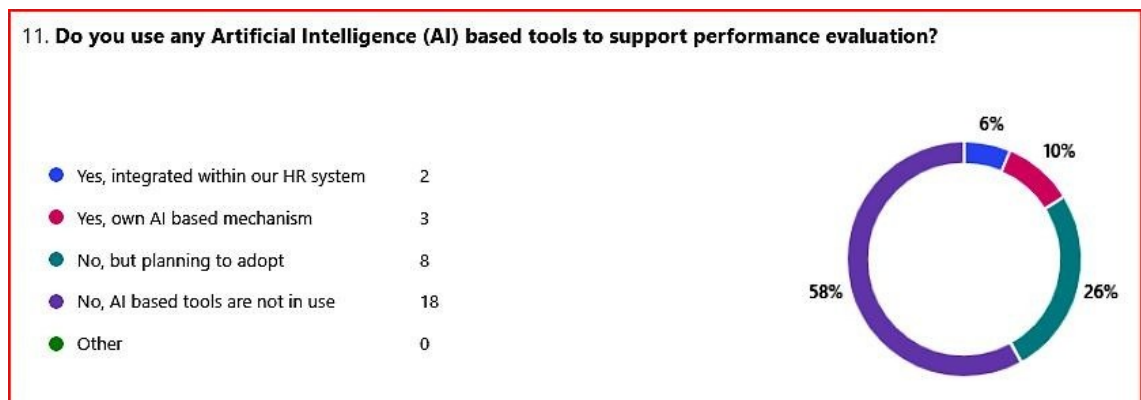 11. Do you use any Artificial Intelligence (AI) based tools to support performance evaluation?
Yes, integrated within our HR system 2
Yes, own AI based mechanism 3
No, but planning to adopt 8
No, AI based tools are not in use 18
Other 0
6%
10%
26%
58%